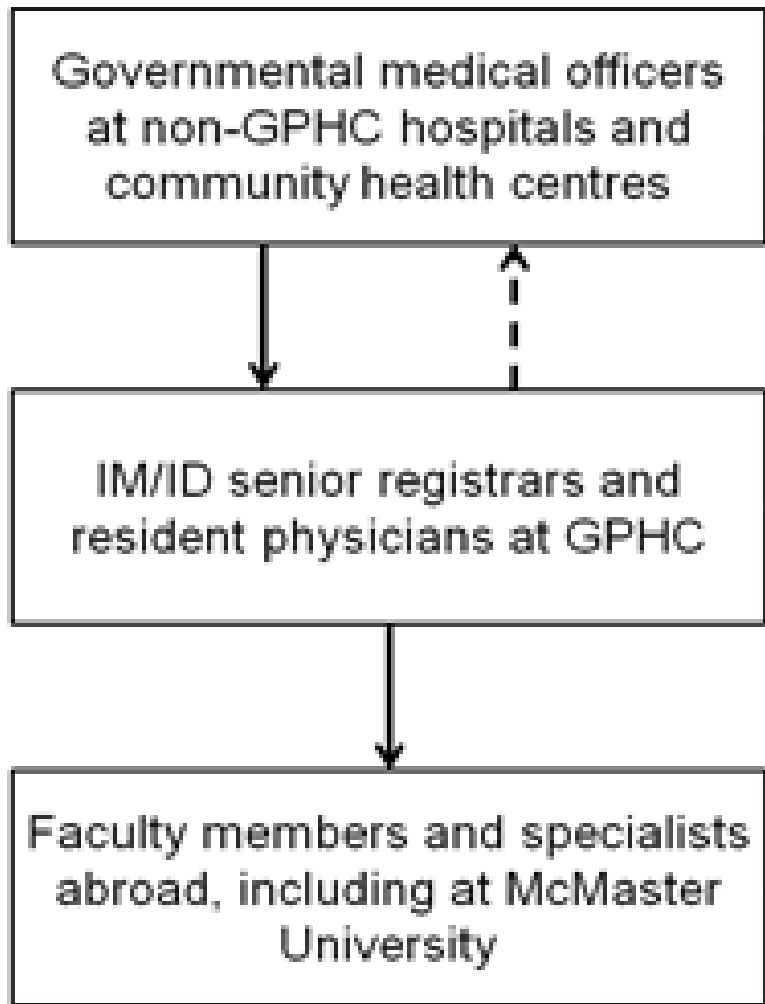 Governmental medical officers
at non-GPHC hospitals and
community health centres
IM/ID senior registrars and
resident physicians at GPHC
Faculty members and specialists
abroad, including at McMaster
University